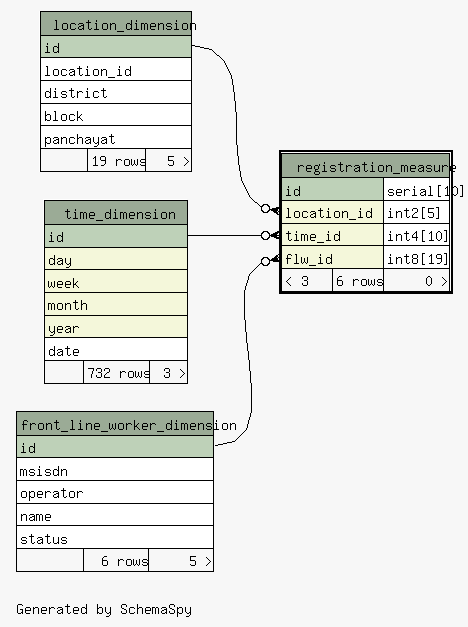 location_dimension
id
location_id
district
block
panchayat
19 rows 5 >
registration_measure
id serial[10]
location_id int2[5]
time_id int4[10]
flw_id int8[19]
< 3 6 rows 0 >
time_dimension
id
day
week
month
year
date
732 rows 3 >
front_line_worker_dimension
id
msisdn
operator
name
status
6 rows 5 >
Generated by SchemaSpy